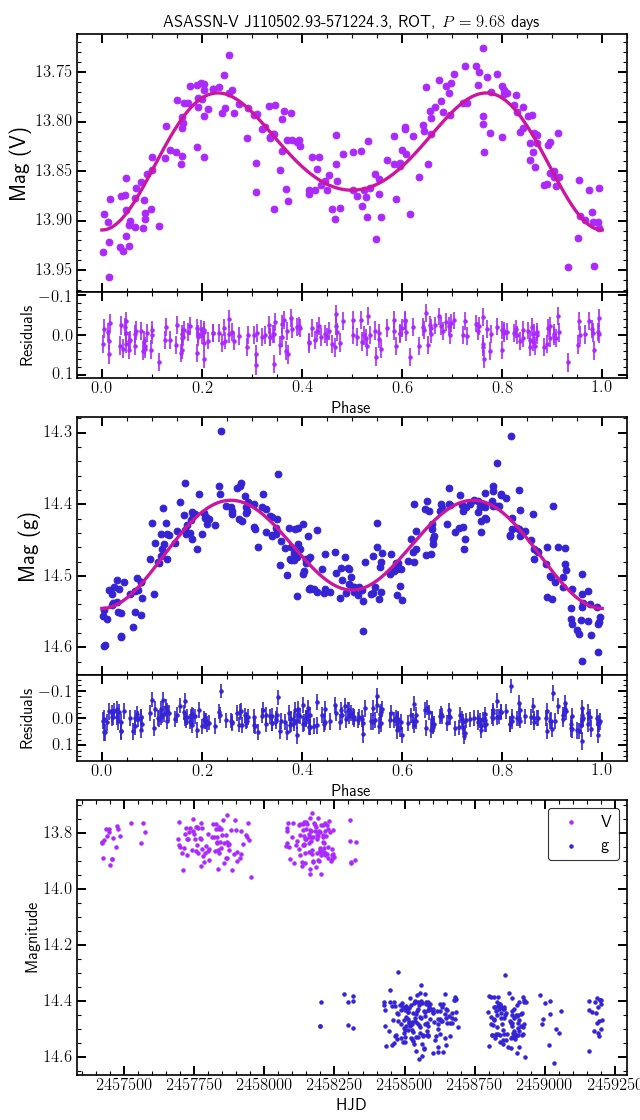 ASASSN-V J110502.93-571224.3, ROT, P = 9.68 days
Mag (V)
13.75
13.80
13.85
13.90
13.95
Residuals
−0.1
0.0
0.1
0.0 0.2 0.4 0.6 0.8 1.0
Phase
Mag (g)
14.3
14.4
14.5
14.6
Residuals
−0.1
0.0
0.1
0.0 0.2 0.4 0.6 0.8 1.0
Phase
Magnitude
13.8
14.0
14.2
14.4
14.6
V
g
2457500 2457750 2458000 2458250 2458500 2458750 2459000 2459250
HJD